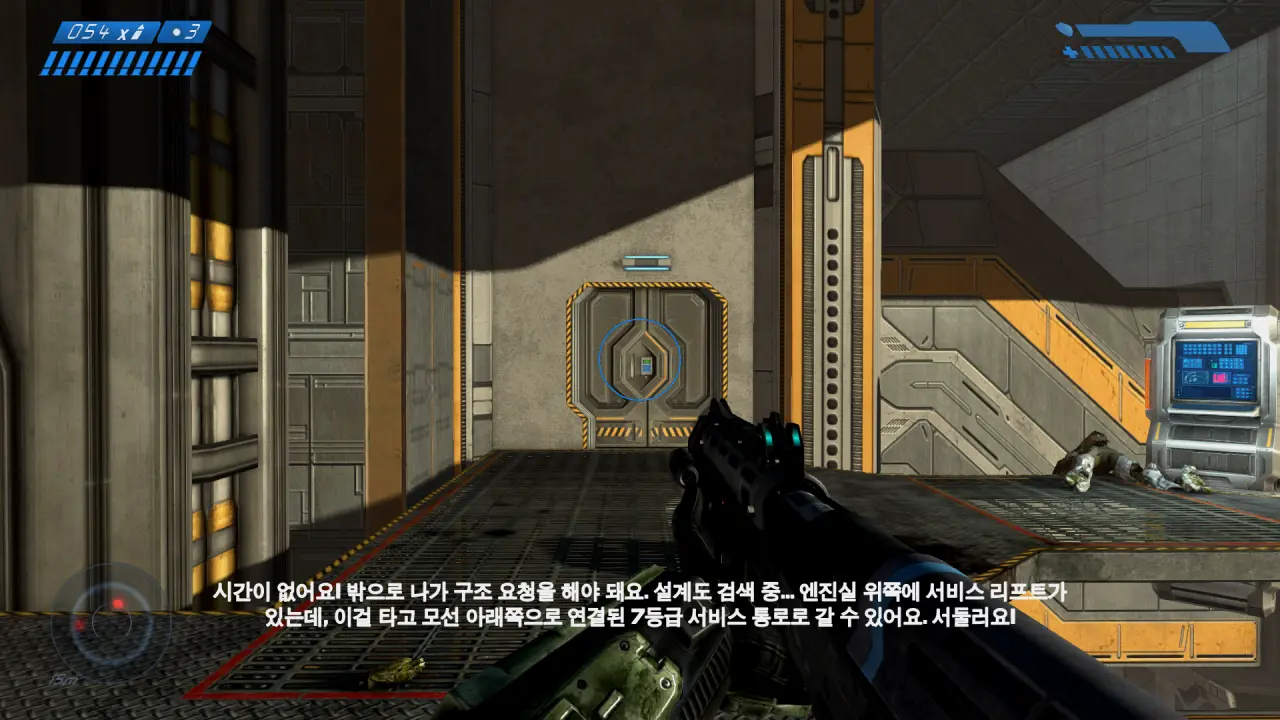 054 x
3
시간이 없어요! 밖으로 나가 구조 요청을 해야 돼요. 설계도 검색 중... 엔진실 위쪽에 서비스 리프트가
있는데, 이걸 타고 모선 아래쪽으로 연결된 7등급 서비스 통로로 갈 수 있어요. 서둘러요!
15m